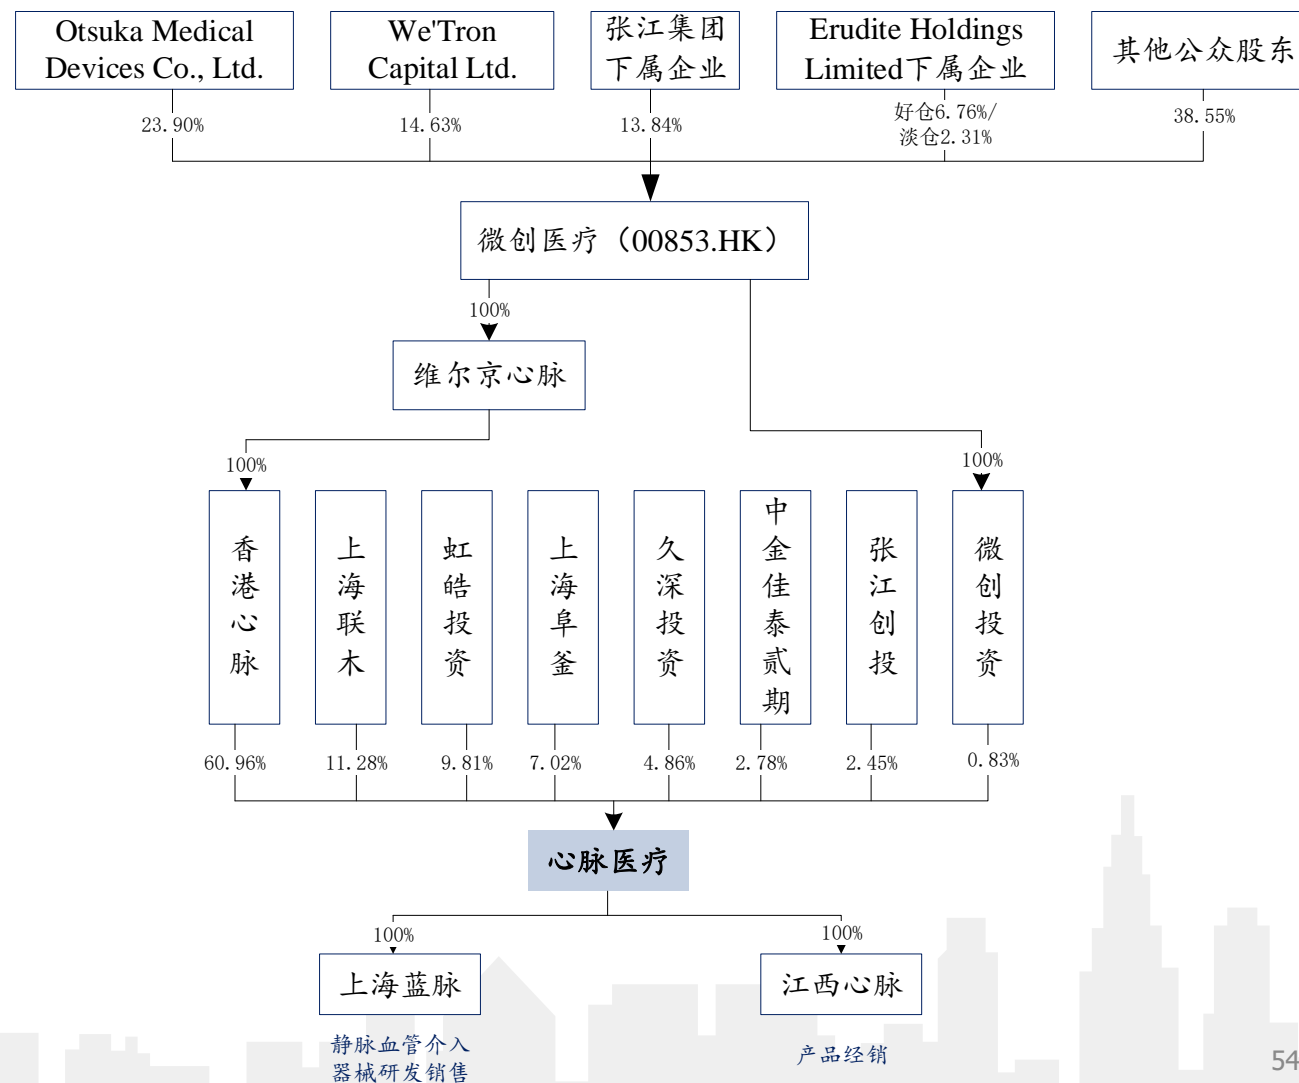 Otsuka Medical
Devices Co., Ltd.
We'Tron
Capital Ltd.
张江集团
下属企业
Erudite Holdings
Limited下属企业
其他公众股东
23.90%
14.63%
13.84%
好仓6.76%/
淡仓2.31%
38.55%
微创医疗（00853.HK）
100%
维尔京心脉
100%
100%
香港心脉
上海联木
虹皓投资
上海阜釜
久深投资
中金佳泰贰期
张江创投
微创投资
60.96%
11.28%
9.81%
7.02%
4.86%
2.78%
2.45%
0.83%
心脉医疗
100%
100%
上海蓝脉
江西心脉
静脉血管介入
器械研发销售
产品经销
54